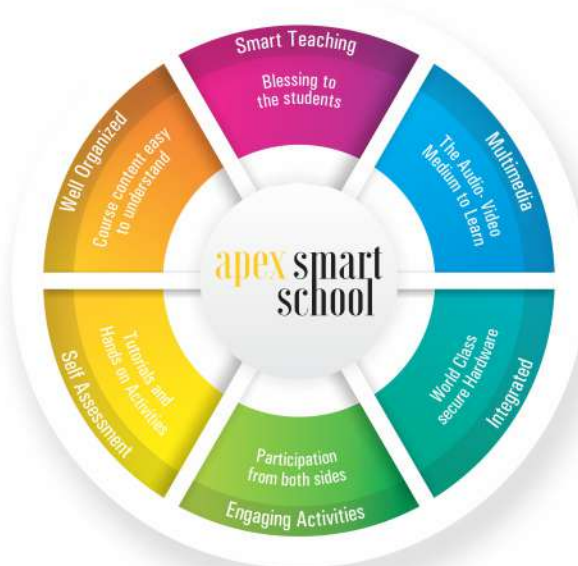 Smart Teaching
Blessing to
the students
Multimedia
The Audio- Video
Medium to Learn
Integrated
World Class
secure Hardware
Engaging Activities
Participation
from both sides
Self Assessment
Tutorials and
Hands on Activities
Well Organized
Course content easy
to understand
apex smart
school